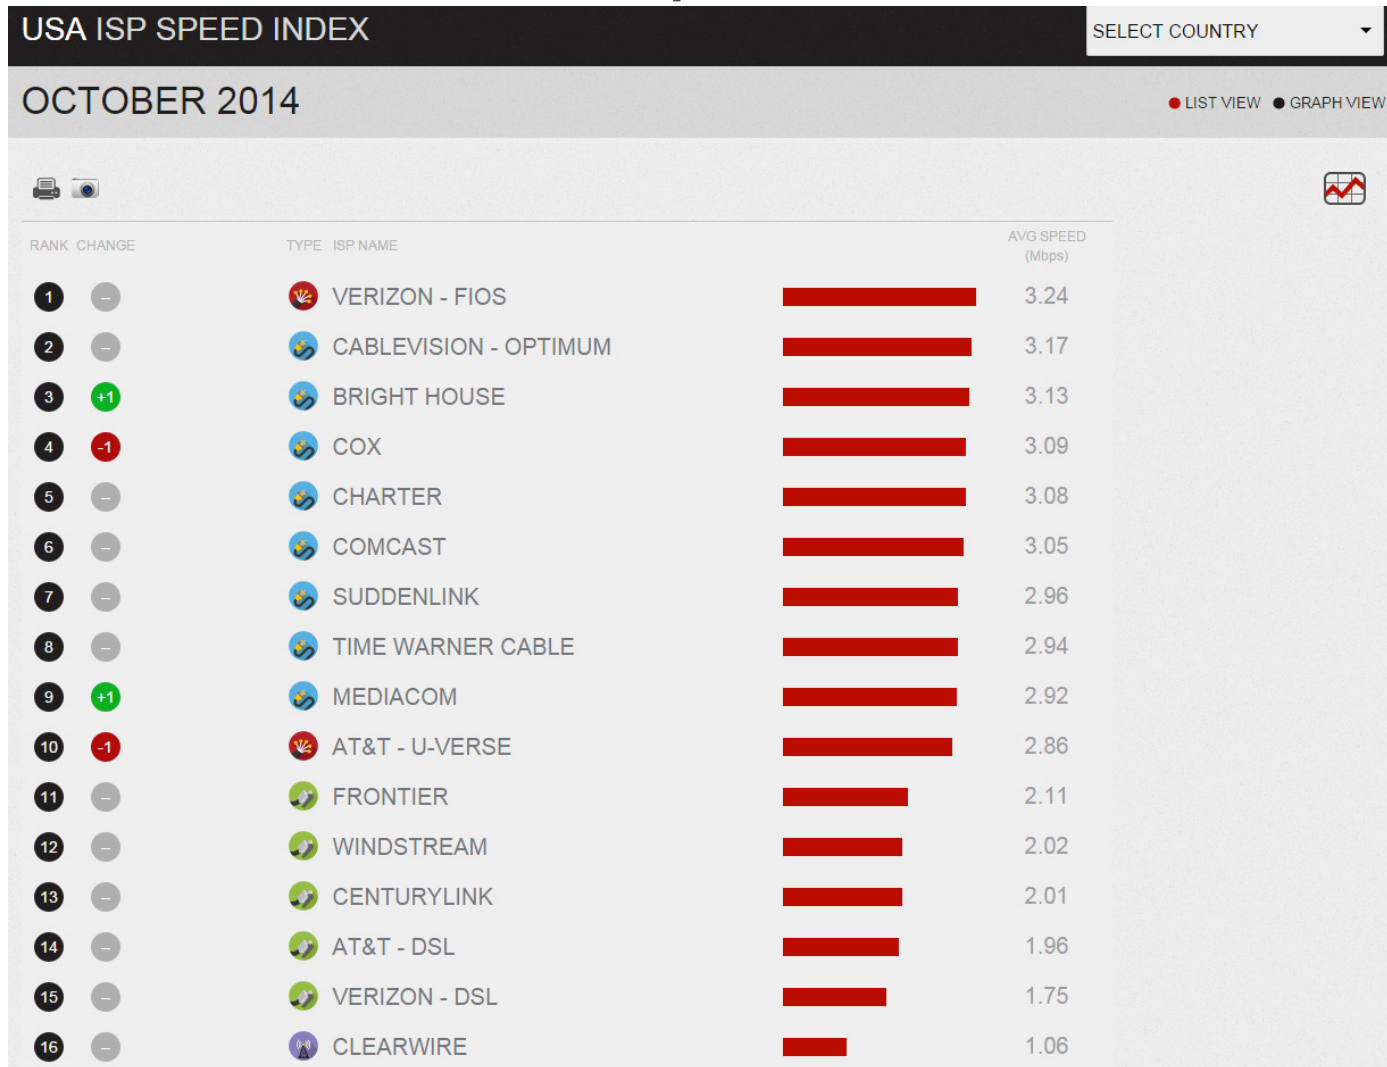 USA ISP SPEED INDEX
SELECT COUNTRY
OCTOBER 2014
LIST VIEW GRAPH VIEW
RANK CHANGE TYPE ISP NAME AVG SPEED
(Mbps)
1 – VERIZON - FIOS 3.24
2 – CABLEVISION - OPTIMUM 3.17
3 +1 BRIGHT HOUSE 3.13
4 -1 COX 3.09
5 – CHARTER 3.08
6 – COMCAST 3.05
7 – SUDDENLINK 2.96
8 – TIME WARNER CABLE 2.94
9 +1 MEDIACOM 2.92
10 -1 AT&T - U-VERSE 2.86
11 – FRONTIER 2.11
12 – WINDSTREAM 2.02
13 – CENTURYLINK 2.01
14 – AT&T - DSL 1.96
15 – VERIZON - DSL 1.75
16 – CLEARWIRE 1.06